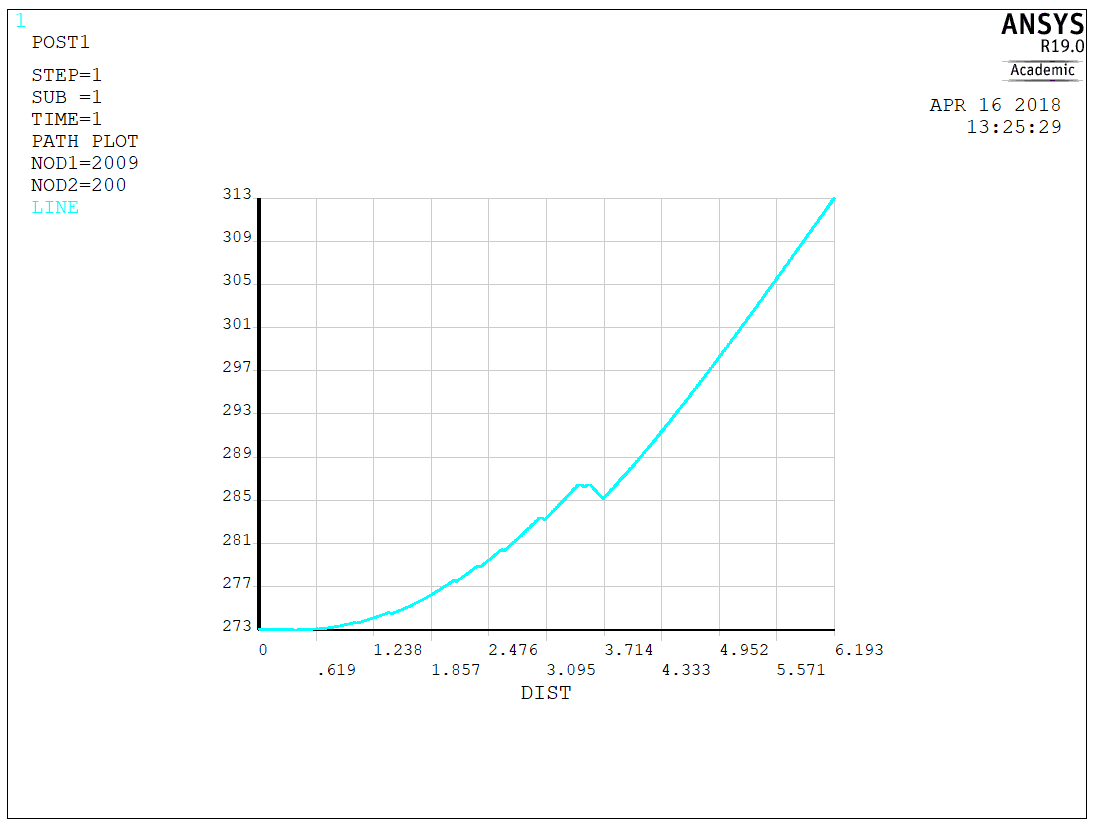 1
POST1
STEP=1
SUB =1
TIME=1
PATH PLOT
NOD1=2009
NOD2=200
LINE
ANSYS
R19.0
Academic
APR 16 2018
13:25:29
313
309
305
301
297
293
289
285
281
277
273
0 1.238 2.476 3.714 4.952 6.193
.619 1.857 3.095 4.333 5.571
DIST